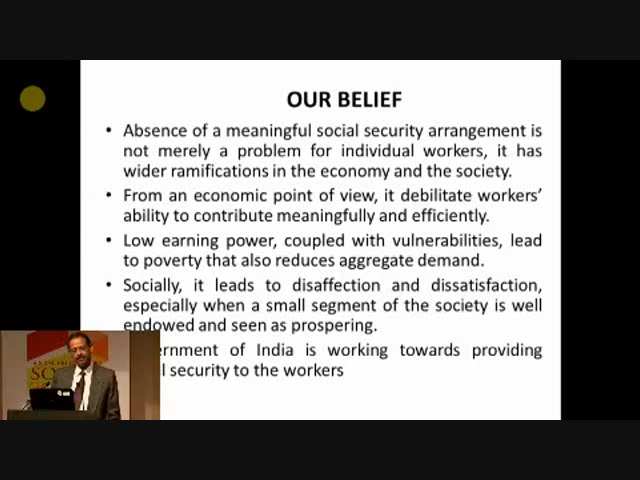 OUR BELIEF
• Absence of a meaningful social security arrangement is
not merely a problem for individual workers, it has
wider ramifications in the economy and the society.
• From an economic point of view, it debilitate workers'
ability to contribute meaningfully and efficiently.
• Low earning power, coupled with vulnerabilities, lead
to poverty that also reduces aggregate demand.
• Socially, it leads to disaffection and dissatisfaction,
especially when a small segment of the society is well
endowed and seen as prospering.
of India is working towards providing
security to the workers